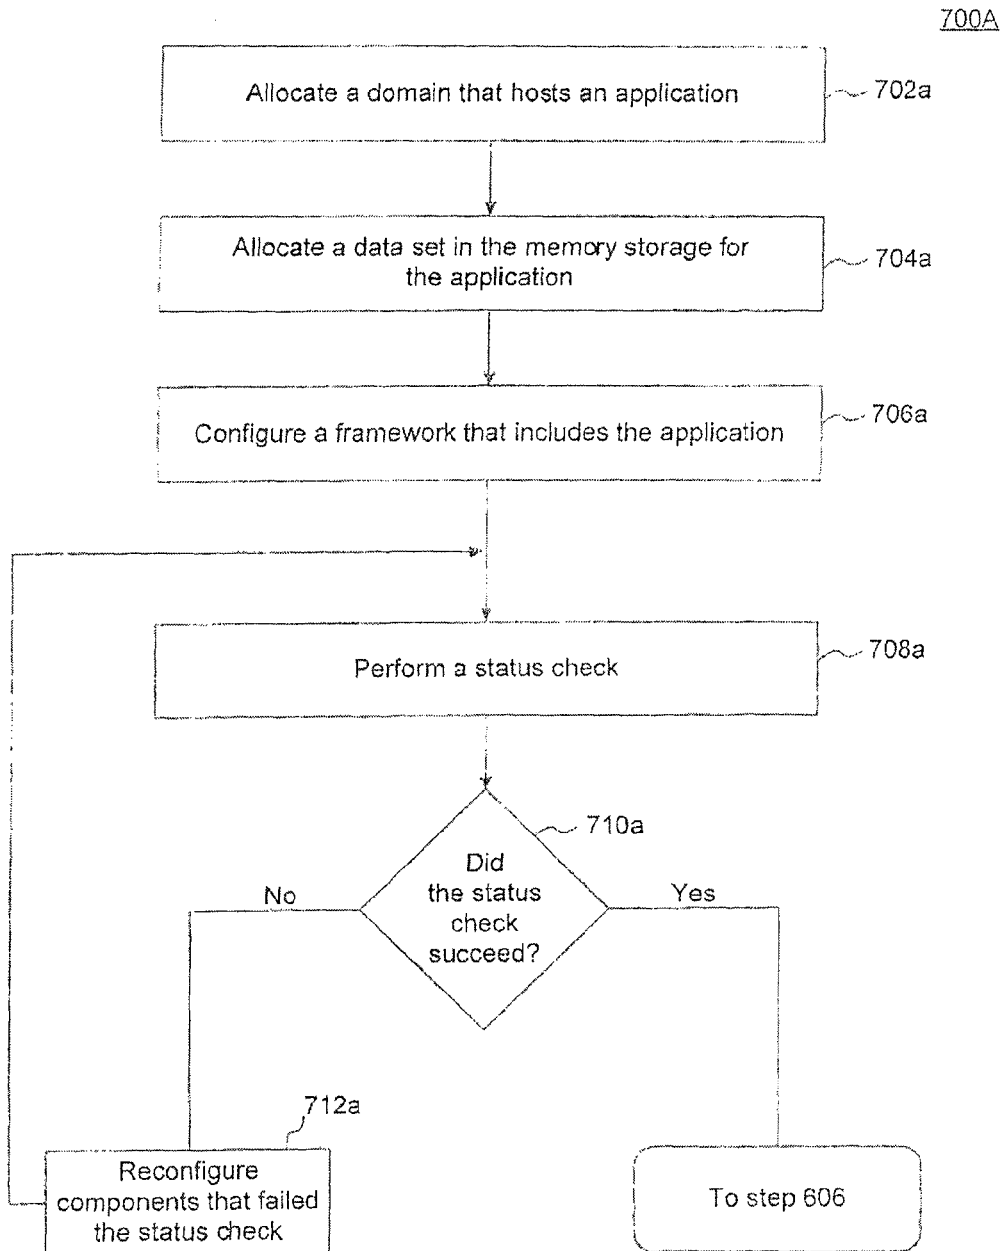 700A
Allocate a domain that hosts an application
702a
Allocate a data set in the memory storage for
the application
704a
Configure a framework that includes the application
706a
Perform a status check
708a
710a
Did
the status
check
succeed?
No
Yes
712a
Reconfigure
components that failed
the status check
To step 606